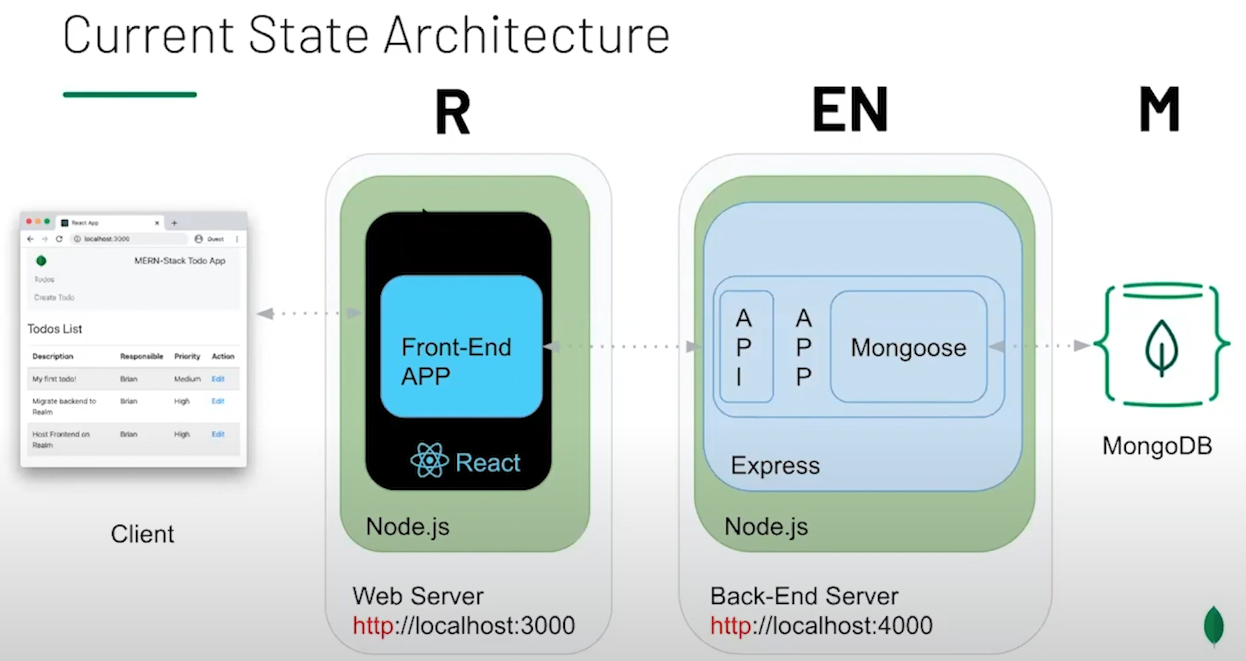 Current State Architecture
R
EN
M
React App
localhost:3000
Guest
MERN-Stack Todo App
Todos
Create Todo
Todos List
Description Responsible Priority Action
My first todo! Brian Medium Edit
Migrate backend to Realm Brian High Edit
Host Frontend on Realm Brian High Edit
Client
Front-End
APP
React
Node.js
Web Server
http://localhost:3000
API
APP
Mongoose
Express
Node.js
Back-End Server
http://localhost:4000
MongoDB